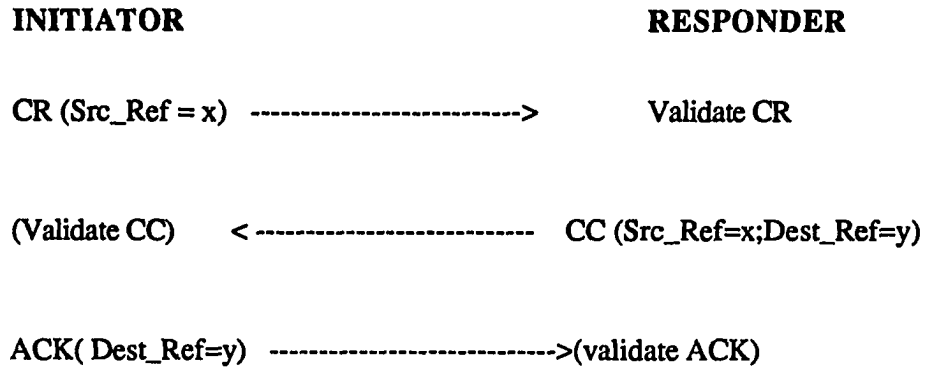 INITIATOR RESPONDER
CR (Src_Ref = x) ---------------------------> Validate CR
(Validate CC) < --------------------------- CC (Src_Ref=x;Dest_Ref=y)
ACK( Dest_Ref=y) ---------------------------->(validate ACK)